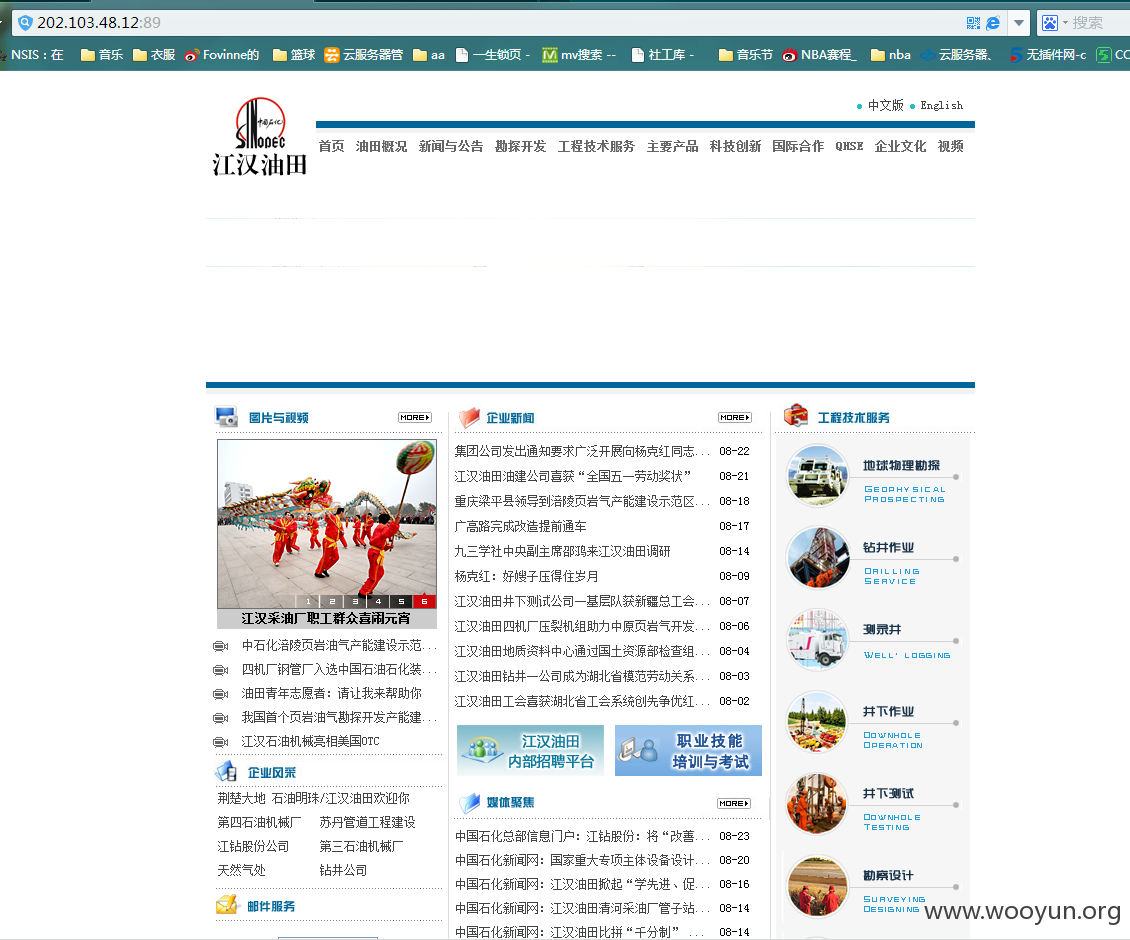 202.103.48.12:89
搜索
NSIS：在 音乐 衣服 Fovinne的 篮球 云服务器管 aa 一生锁页 - mv搜索 -- 社工库 - 音乐节 NBA赛程_ nba 云服务器、 无插件网-c CC
中文版 English
中国石化
SINOPEC
江汉油田
首页 油田概况 新闻与公告 勘探开发 工程技术服务 主要产品 科技创新 国际合作 QHSE 企业文化 视频
图片与视频 MORE
1 2 3 4 5 6
江汉采油厂职工群众喜闹元宵
中石化涪陵页岩油气产能建设示范...
四机厂钢管厂入选中国石油石化装...
油田青年志愿者：请让我来帮助你
我国首个页岩油气勘探开发产能建...
江汉石油机械亮相美国OTC
企业风采
荆楚大地 石油明珠/江汉油田欢迎你
第四石油机械厂 苏丹管道工程建设
江钻股份公司 第三石油机械厂
天然气处 钻井公司
邮件服务
企业新闻 MORE
集团公司发出通知要求广泛开展向杨克红同志... 08-22
江汉油田油建公司喜获“全国五一劳动奖状” 08-21
重庆梁平县领导到涪陵页岩气产能建设示范区... 08-18
广高路完成改造提前通车 08-17
九三学社中央副主席邵鸿来江汉油田调研 08-14
杨克红：好嫂子压得住岁月 08-09
江汉油田井下测试公司一基层队获新疆总工会... 08-07
江汉油田四机厂压裂机组助力中原页岩气开发... 08-06
江汉油田地质资料中心通过国土资源部检查组... 08-04
江汉油田钻井一公司成为湖北省模范劳动关系... 08-03
江汉油田工会喜获湖北省工会系统创先争优红... 08-02
江汉油田
内部招聘平台
职业技能
培训与考试
媒体聚焦 MORE
中国石化总部信息门户：江钻股份：将“改善... 08-23
中国石化新闻网：国家重大专项主体设备设计... 08-20
中国石化新闻网：江汉油田掀起“学先进、促... 08-16
中国石化新闻网：江汉油田清河采油厂管子站... 08-14
中国石化新闻网：江汉油田比拼“千分制” ... 08-14
工程技术服务
地球物理勘探
GEOPHYSICAL
PROSPECTING
钻井作业
DRILLING
SERVICE
测录井
WELL' LOGGING
井下作业
DOWNHOLE
OPERATION
井下测试
DOWNHOLE
TESTING
勘察设计
SURVEYING
DESIGNING
www.wooyun.org